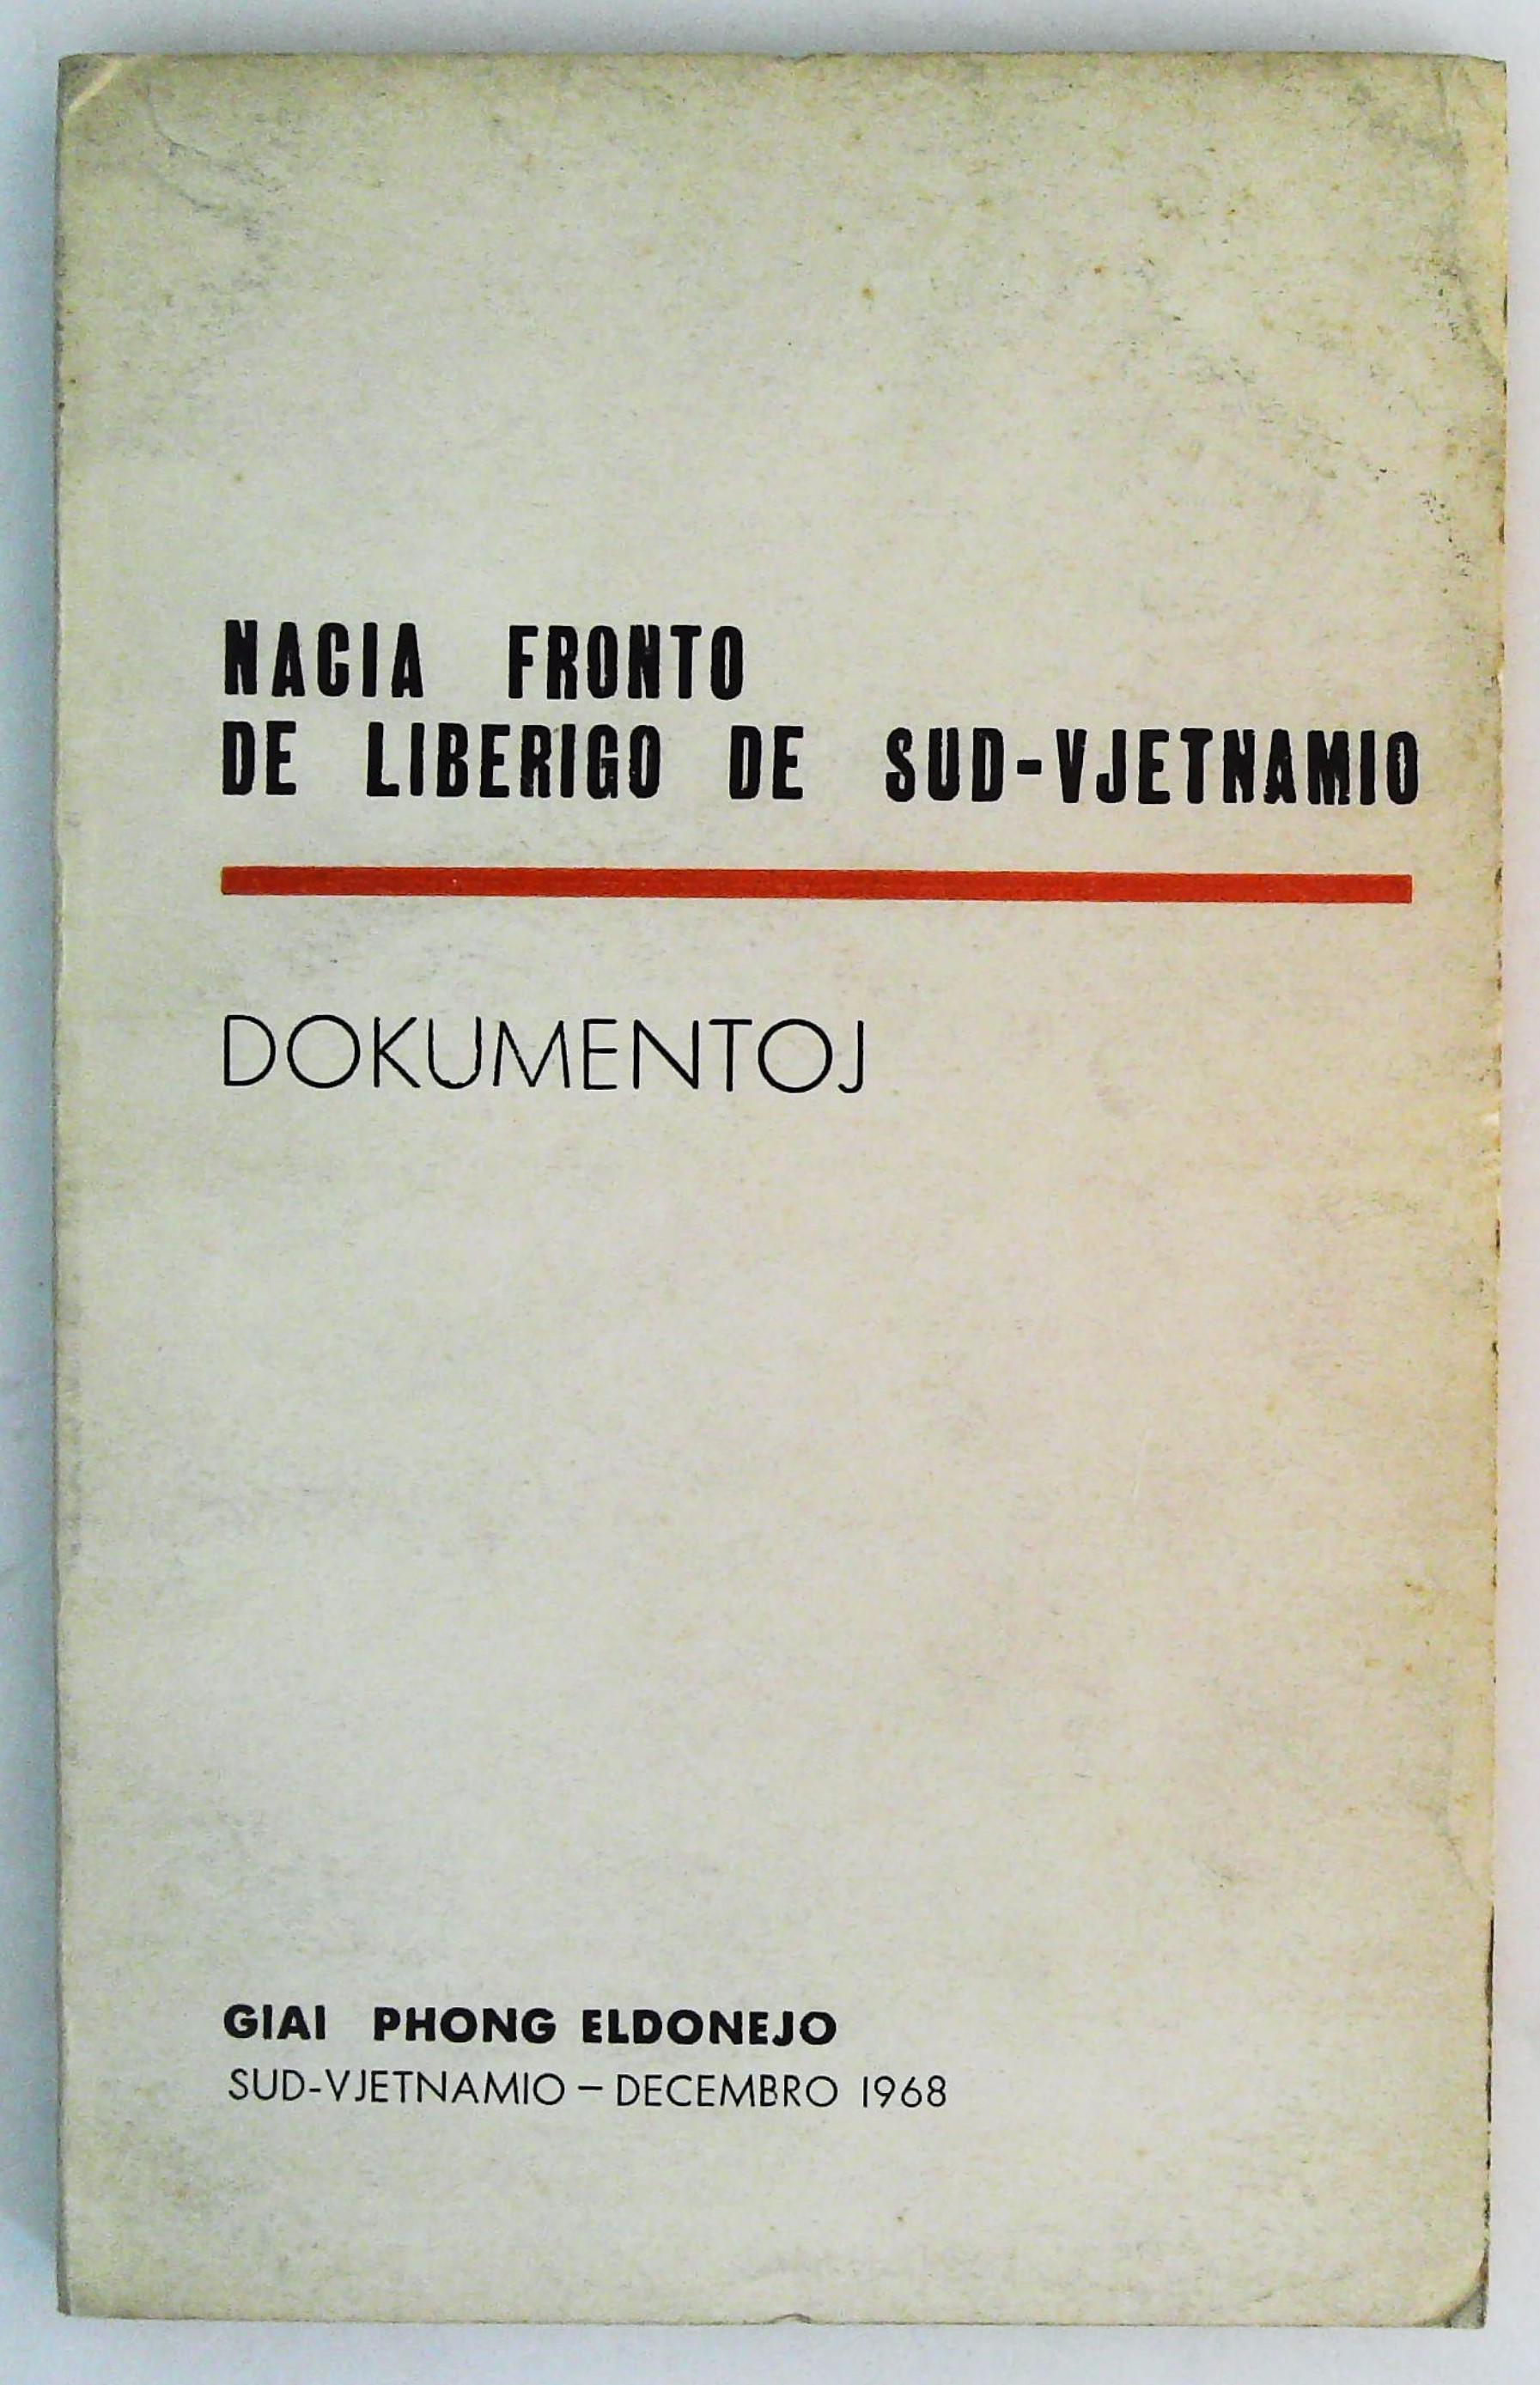 NACIA FRONTO
DE LIBERIGO DE SUD-VJETNAMIO
DOKUMENTOJ
GIAI PHONG ELDONEJO
SUD-VJETNAMIO – DECEMBRO 1968